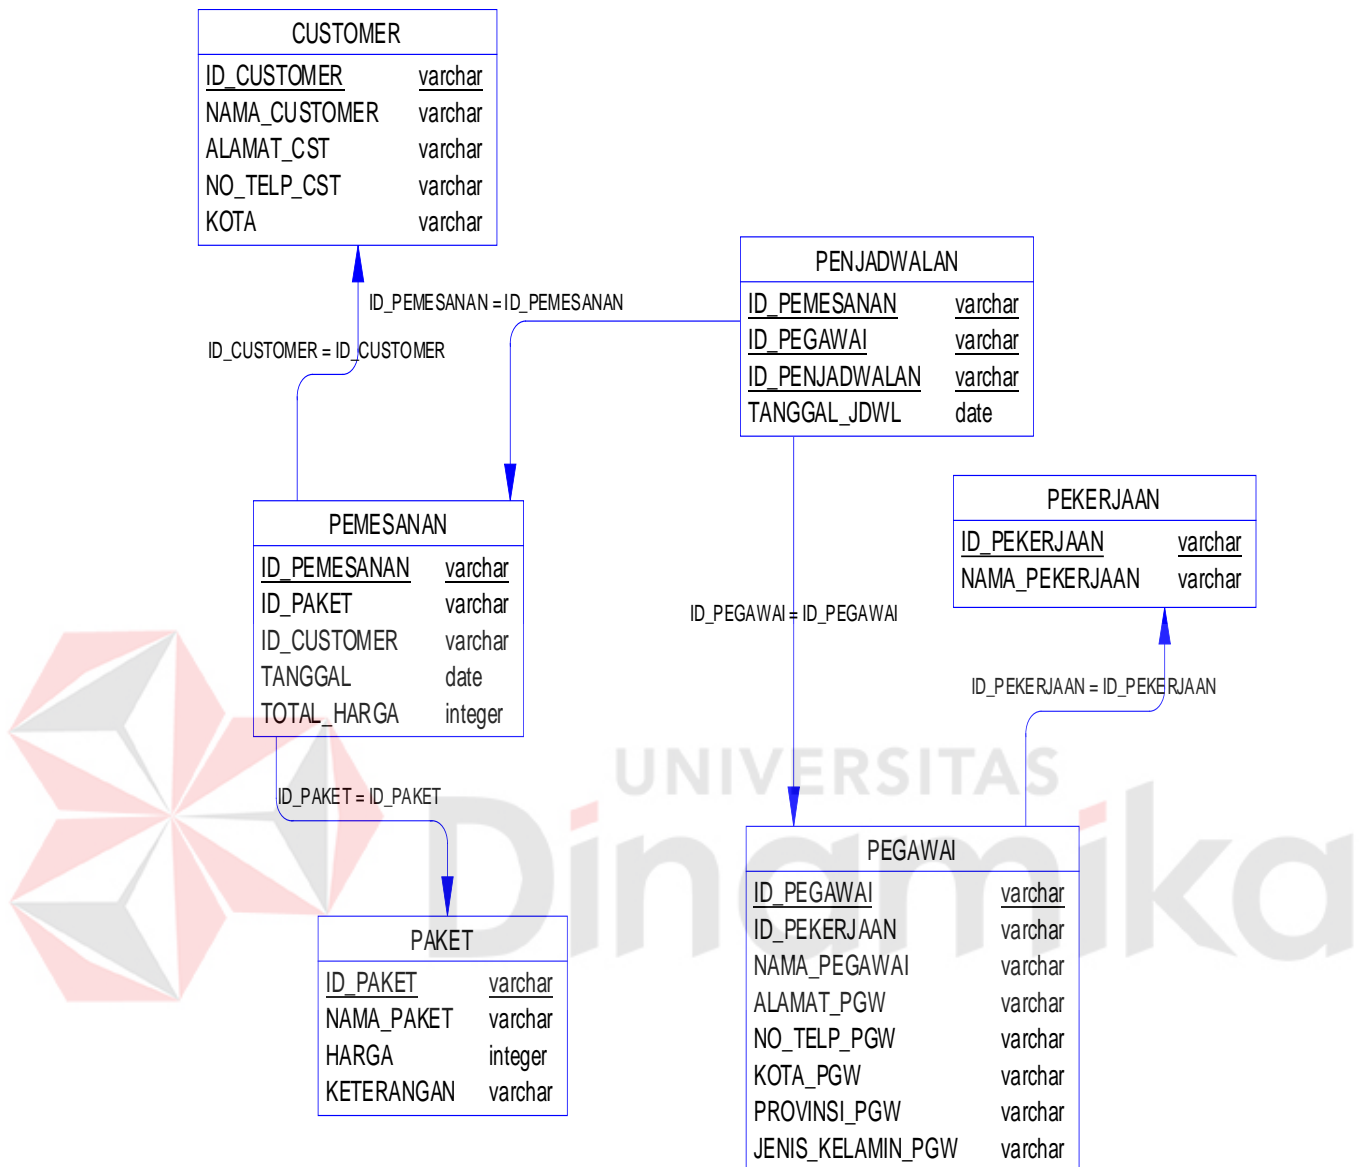 CUSTOMER
ID_CUSTOMER varchar
NAMA_CUSTOMER varchar
ALAMAT_CST varchar
NO_TELP_CST varchar
KOTA varchar
PENJADWALAN
ID_PEMESANAN varchar
ID_PEGAWAI varchar
ID_PENJADWALAN varchar
TANGGAL_JDWL date
ID_PEMESANAN = ID_PEMESANAN
ID_CUSTOMER = ID_CUSTOMER
PEMESANAN
ID_PEMESANAN varchar
ID_PAKET varchar
ID_CUSTOMER varchar
TANGGAL date
TOTAL_HARGA integer
PEKERJAAN
ID_PEKERJAAN varchar
NAMA_PEKERJAAN varchar
ID_PEGAWAI = ID_PEGAWAI
ID_PEKERJAAN = ID_PEKERJAAN
UNIVERSITAS
Dinamika
ID_PAKET = ID_PAKET
PAKET
ID_PAKET varchar
NAMA_PAKET varchar
HARGA integer
KETERANGAN varchar
PEGAWAI
ID_PEGAWAI varchar
ID_PEKERJAAN varchar
NAMA_PEGAWAI varchar
ALAMAT_PGW varchar
NO_TELP_PGW varchar
KOTA_PGW varchar
PROVINSI_PGW varchar
JENIS_KELAMIN_PGW varchar